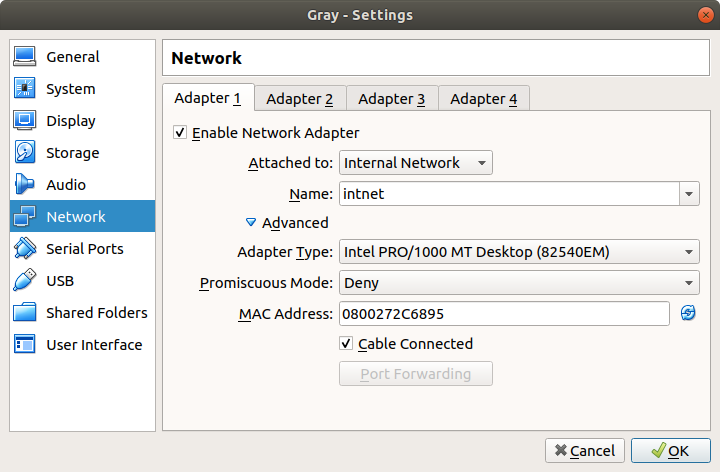 Gray - Settings
General
System
Display
Storage
Audio
Network
Serial Ports
USB
Shared Folders
User Interface
Network
Adapter 1 Adapter 2 Adapter 3 Adapter 4
Enable Network Adapter
Attached to: Internal Network
Name: intnet
Advanced
Adapter Type: Intel PRO/1000 MT Desktop (82540EM)
Promiscuous Mode: Deny
MAC Address: 0800272C6895
Cable Connected
Port Forwarding
Cancel OK